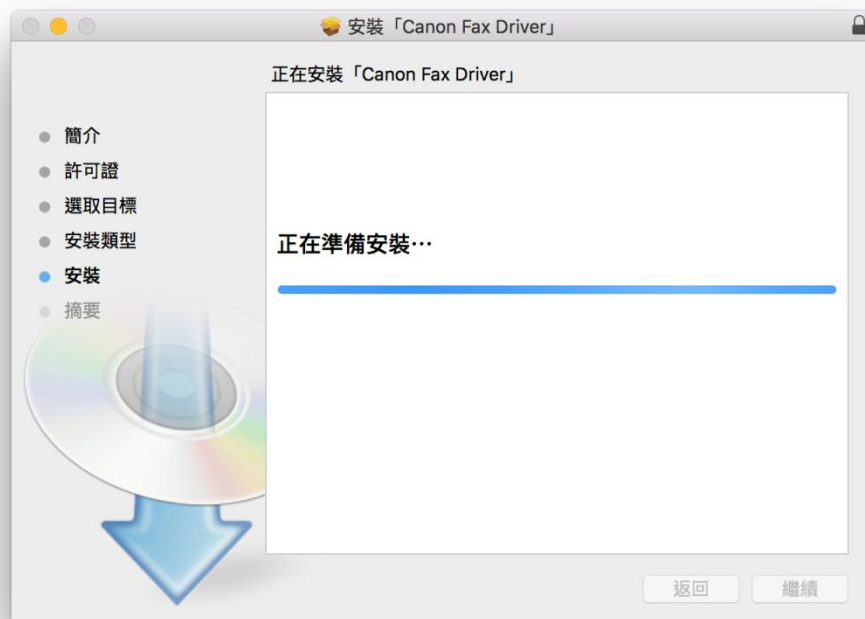 安裝「Canon Fax Driver」
正在安裝「Canon Fax Driver」
簡介
許可證
選取目標
安裝類型
安裝
摘要
正在準備安裝⋯
返回
繼續